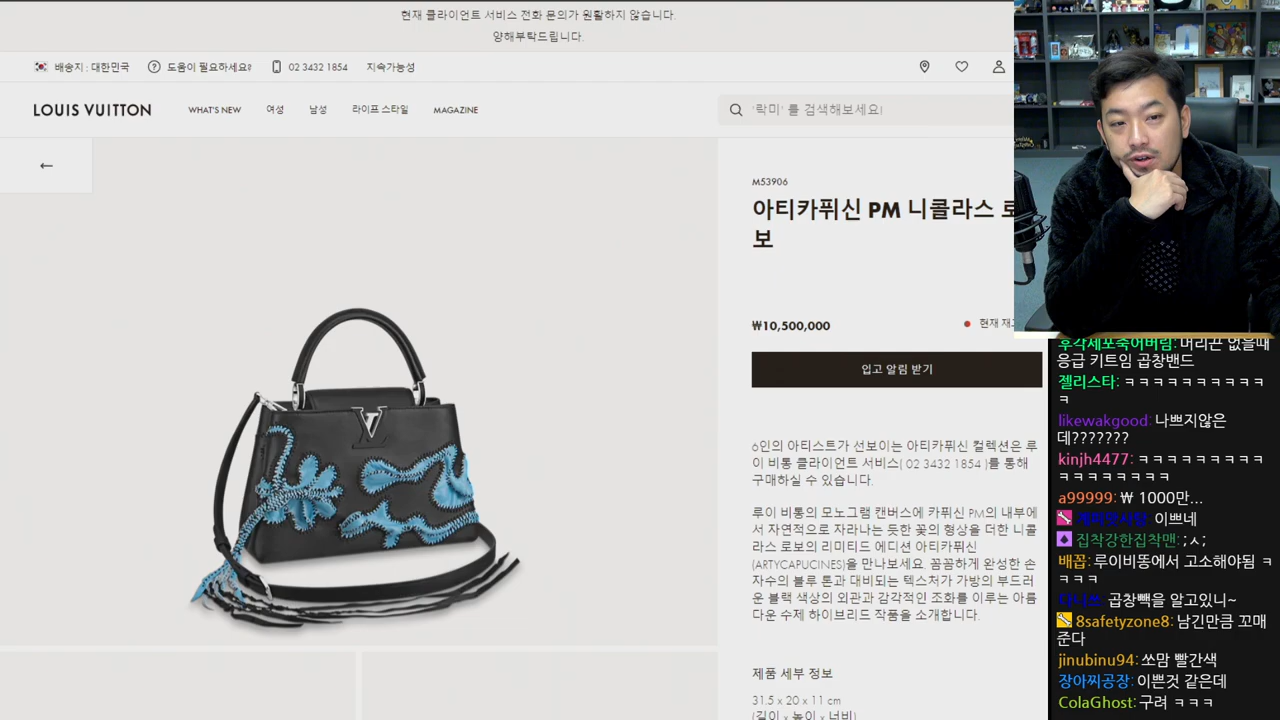 현재 클라이언트 서비스 전화 문의가 원활하지 않습니다.
양해부탁드립니다.
배송지 : 대한민국
도움이 필요하세요?
02 3432 1854
지속가능성
LOUIS VUITTON
WHAT'S NEW
여성
남성
라이프 스타일
MAGAZINE
'락미' 를 검색해보세요!
M53906
아티카퓌신 PM 니콜라스 로
보
₩10,500,000
현재 재고
입고 알림 받기
6인의 아티스트가 선보이는 아티카퓌신 컬렉션은 루
이 비통 클라이언트 서비스( 02 3432 1854 )를 통해
구매하실 수 있습니다.
루이 비통의 모노그램 캔버스에 카퓌신 PM의 내부에
서 자연적으로 자라나는 듯한 꽃의 형상을 더한 니콜
라스 로보의 리미티드 에디션 아티카퓌신
(ARTYCAPUCINES)을 만나보세요. 꼼꼼하게 완성한 손
자수의 블루 톤과 대비되는 텍스처가 가방의 부드러
운 블랙 색상의 외관과 감각적인 조화를 이루는 아름
다운 수제 하이브리드 작품을 소개합니다.
제품 세부 정보
31.5 x 20 x 11 cm
(길이 x 높이 x 너비)
후각세포죽어버림: 머리끈 없을때
응급 키트임 곱창밴드
젤리스타: ㅋㅋㅋㅋㅋㅋㅋㅋㅋㅋ
ㅋ
likewakgood: 나쁘지않은
데???????
kinjh4477: ㅋㅋㅋㅋㅋㅋㅋㅋㅋ
ㅋㅋㅋㅋㅋㅋㅋㅋ
a99999: ₩ 1000만...
이쁘네
집착강한집착맨: ;ㅅ;
배꼽: 루이비똥에서 고소해야됨 ㅋ
ㅋㅋㅋ
곱창빽을 알고있니~
8safetyzone8: 남긴만큼 꼬매
준다
jinubinu94: 쏘맘 빨간색
장아찌공장: 이쁜것 같은데
ColaGhost: 구려 ㅋㅋㅋ